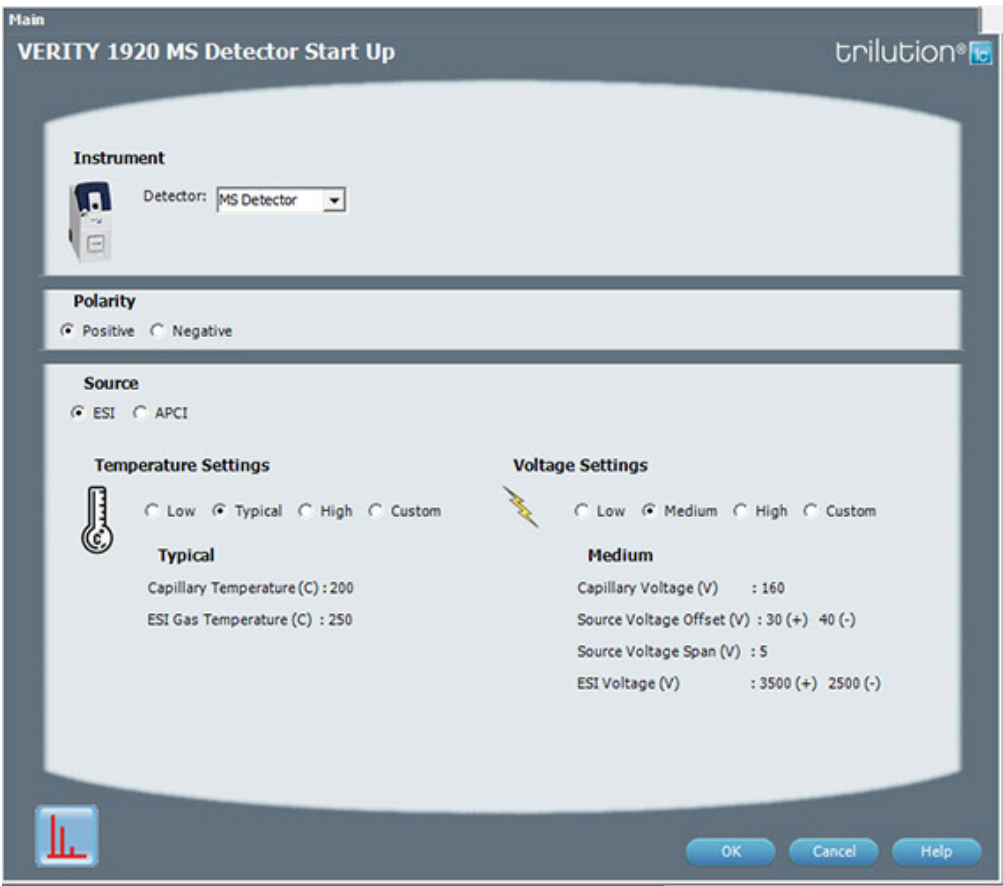 Main
VERITY 1920 MS Detector Start Up
trilution® lc
Instrument
Detector: MS Detector
Polarity
Positive Negative
Source
ESI APCI
Temperature Settings
Low Typical High Custom
Typical
Capillary Temperature (C) : 200
ESI Gas Temperature (C) : 250
Voltage Settings
Low Medium High Custom
Medium
Capillary Voltage (V) : 160
Source Voltage Offset (V) : 30 (+) 40 (-)
Source Voltage Span (V) : 5
ESI Voltage (V) : 3500 (+) 2500 (-)
OK Cancel Help